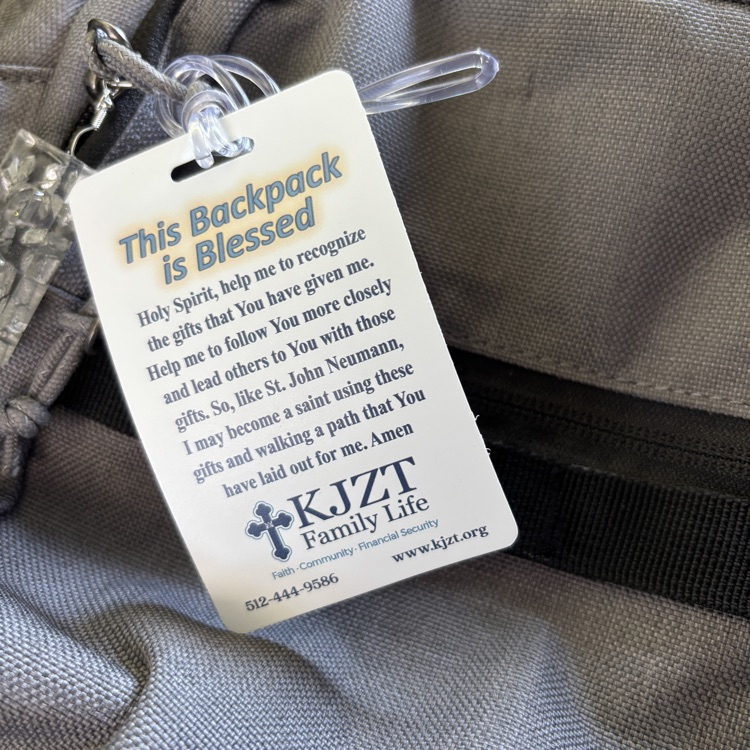 This Backpack
is Blessed
Holy Spirit, help me to recognize
the gifts that You have given me.
Help me to follow You more closely
and lead others to You with those
gifts. So, like St. John Neumann,
I may become a saint using these
gifts and walking a path that You
have laid out for me. Amen
KJZT
Family Life
Faith · Community · Financial Security
512-444-9586
www.kjzt.org